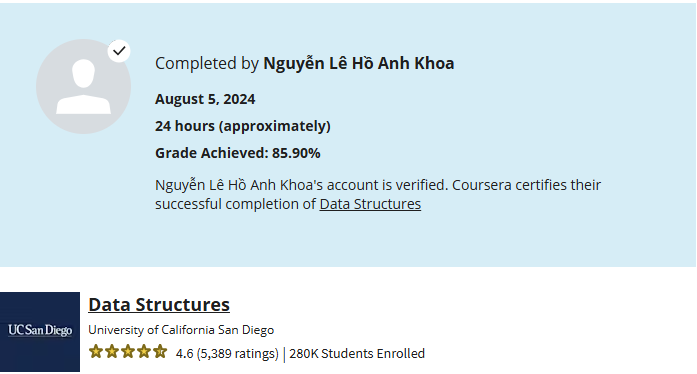 Completed by Nguyễn Lê Hồ Anh Khoa
August 5, 2024
24 hours (approximately)
Grade Achieved: 85.90%
Nguyễn Lê Hồ Anh Khoa's account is verified. Coursera certifies their
successful completion of Data Structures
UC San Diego
Data Structures
University of California San Diego
4.6 (5,389 ratings) | 280K Students Enrolled